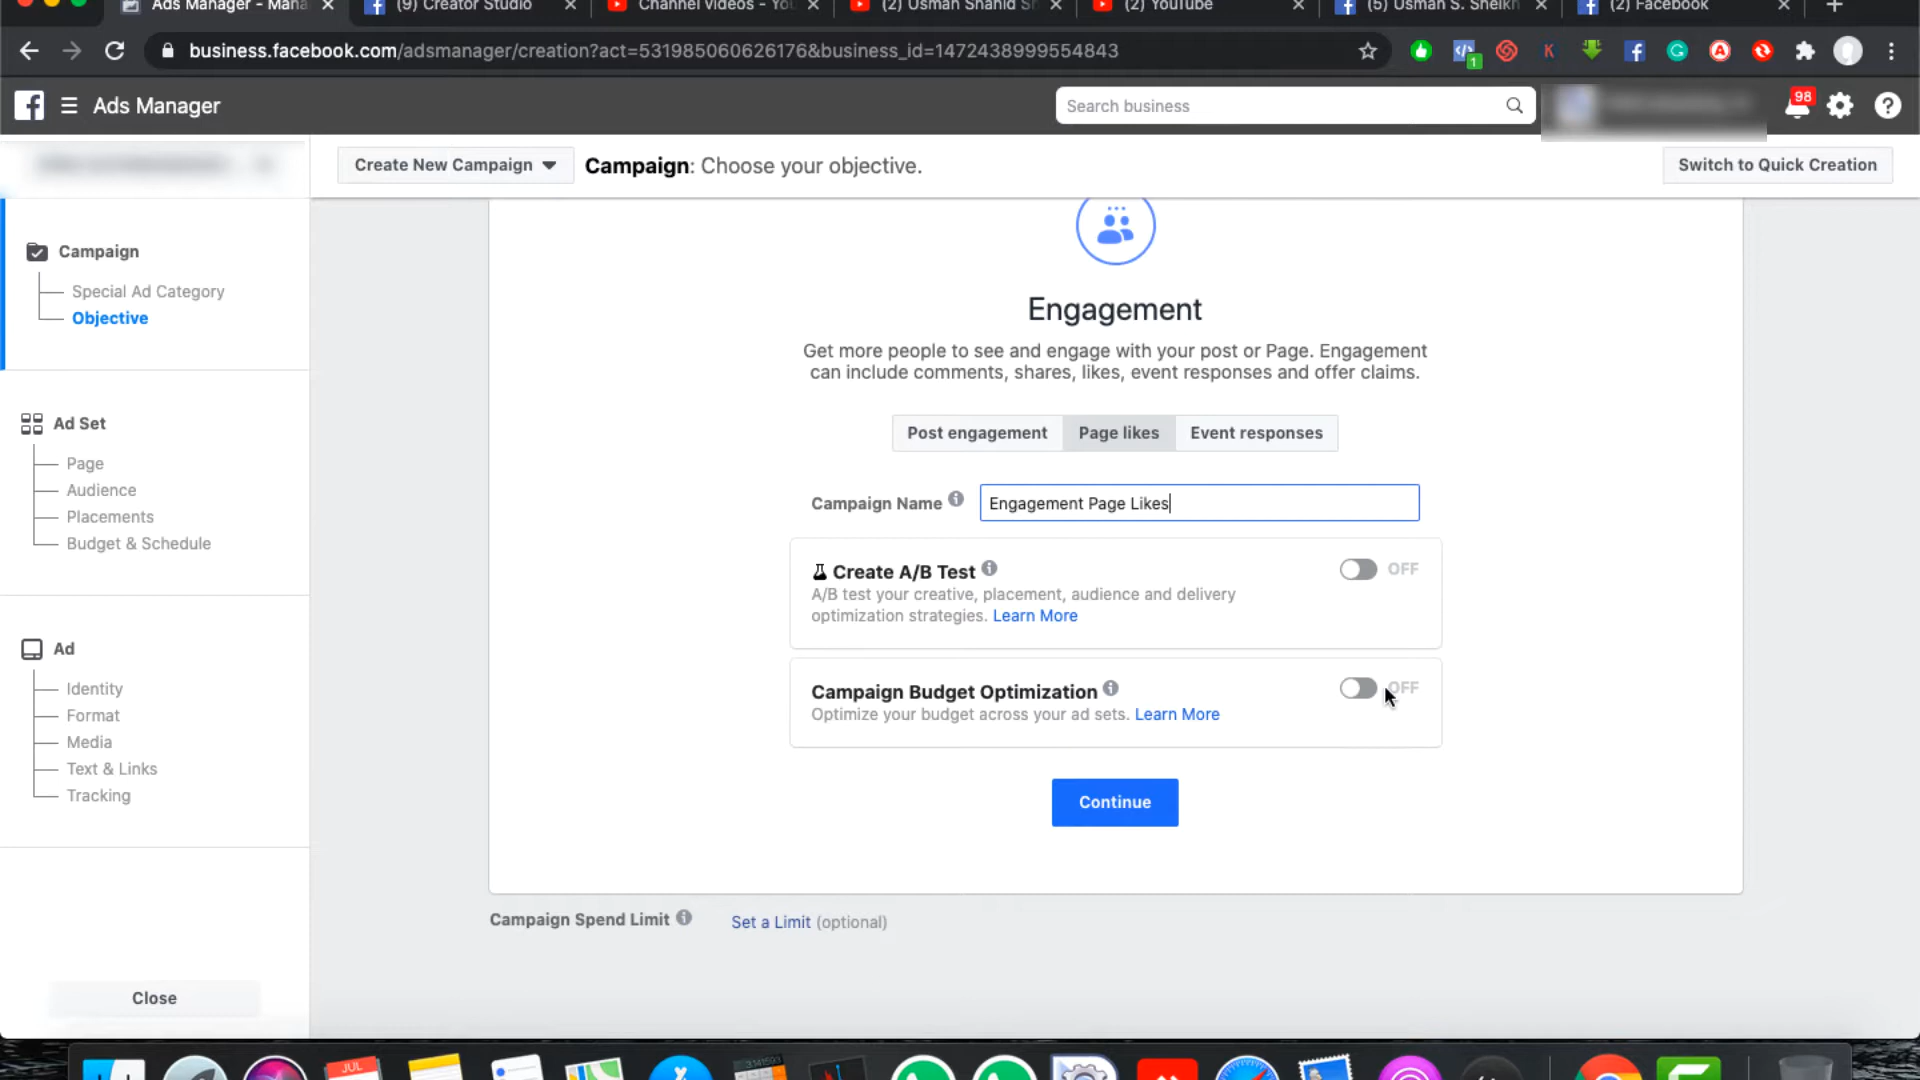 Ads Manager - Mana
(9) Creator Studio
Channel videos - Yo
(2) Usman Shahid S
(2) YouTube
(5) Usman S. Sheikh
(2) Facebook
business.facebook.com/adsmanager/creation?act=531985060626176&business_id=1472438999554843
1
K
Ads Manager
Search business
98
Create New Campaign
Campaign: Choose your objective.
Switch to Quick Creation
Campaign
Special Ad Category
Objective
Ad Set
Page
Audience
Placements
Budget & Schedule
Ad
Identity
Format
Media
Text & Links
Tracking
Close
Engagement
Get more people to see and engage with your post or Page. Engagement
can include comments, shares, likes, event responses and offer claims.
Post engagement
Page likes
Event responses
Campaign Name
Engagement Page Likes
Create A/B Test
OFF
A/B test your creative, placement, audience and delivery
optimization strategies. Learn More
Campaign Budget Optimization
OFF
Optimize your budget across your ad sets. Learn More
Continue
Campaign Spend Limit
Set a Limit (optional)
JUL